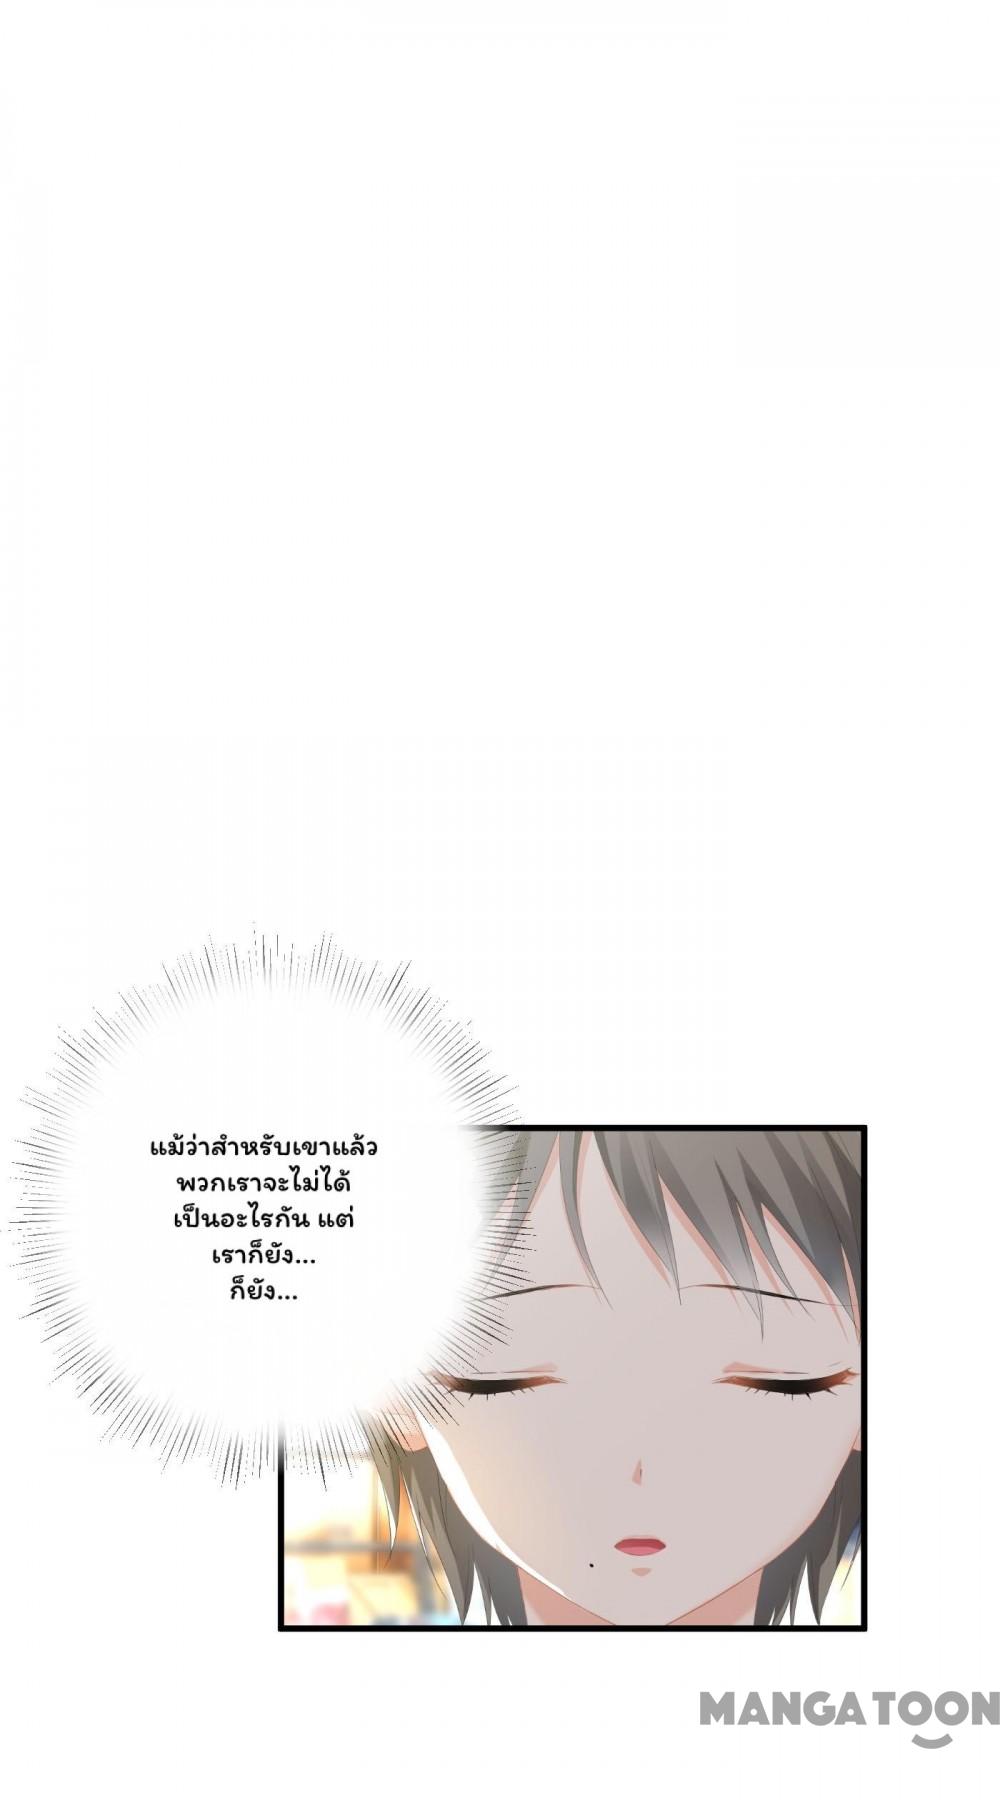 แม้ว่าสำหรับเขาแล้ว
พวกเราจะไม่ได้
เป็นอะไรกัน แต่
เราก็ยัง...
ก็ยัง...
MANGATOON